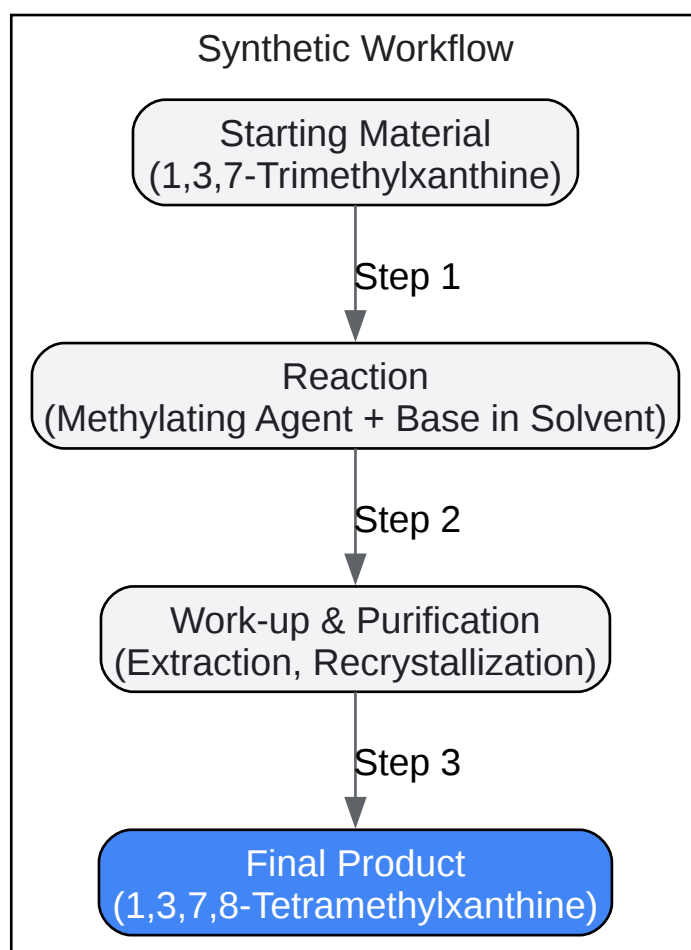 Synthetic Workflow
Starting Material
(1,3,7-Trimethylxanthine)
Step 1
Reaction
(Methylating Agent + Base in Solvent)
Step 2
Work-up & Purification
(Extraction, Recrystallization)
Step 3
Final Product
(1,3,7,8-Tetramethylxanthine)